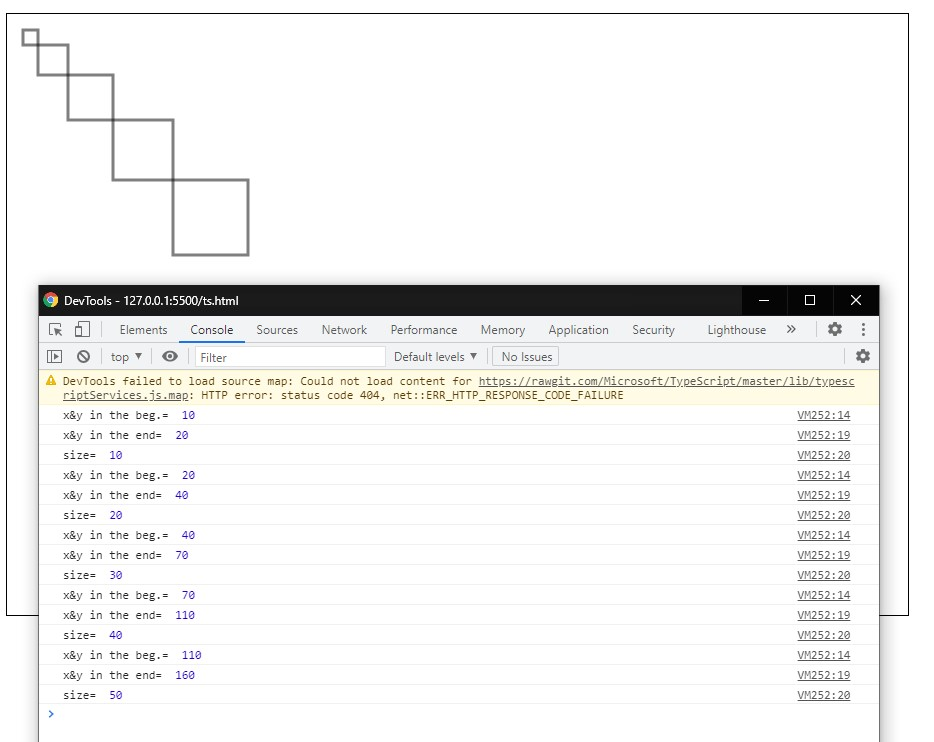 DevTools - 127.0.0.1:5500/ts.html
Elements Console Sources Network Performance Memory Application Security Lighthouse »
top ▼ Filter Default levels ▼ No Issues
DevTools failed to load source map: Could not load content for https://rawgit.com/Microsoft/TypeScript/master/lib/typesc
riptServices.js.map: HTTP error: status code 404, net::ERR_HTTP_RESPONSE_CODE_FAILURE
x&y in the beg.= 10 VM252:14
x&y in the end= 20 VM252:19
size= 10 VM252:20
x&y in the beg.= 20 VM252:14
x&y in the end= 40 VM252:19
size= 20 VM252:20
x&y in the beg.= 40 VM252:14
x&y in the end= 70 VM252:19
size= 30 VM252:20
x&y in the beg.= 70 VM252:14
x&y in the end= 110 VM252:19
size= 40 VM252:20
x&y in the beg.= 110 VM252:14
x&y in the end= 160 VM252:19
size= 50 VM252:20